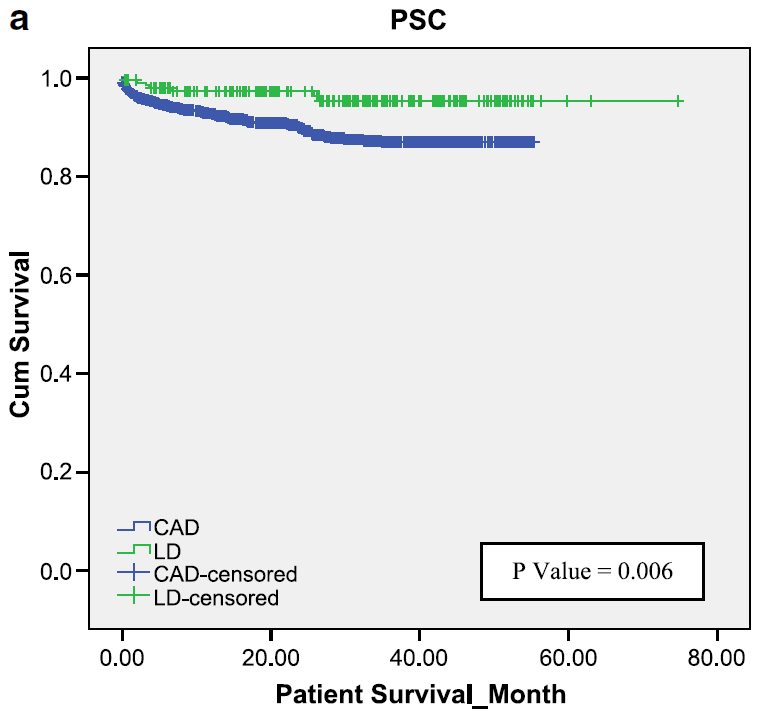 a
PSC
Cum Survival
1.0
0.8
0.6
0.4
0.2
0.0
CAD
LD
CAD-censored
LD-censored
P Value = 0.006
0.00 20.00 40.00 60.00 80.00
Patient Survival_Month